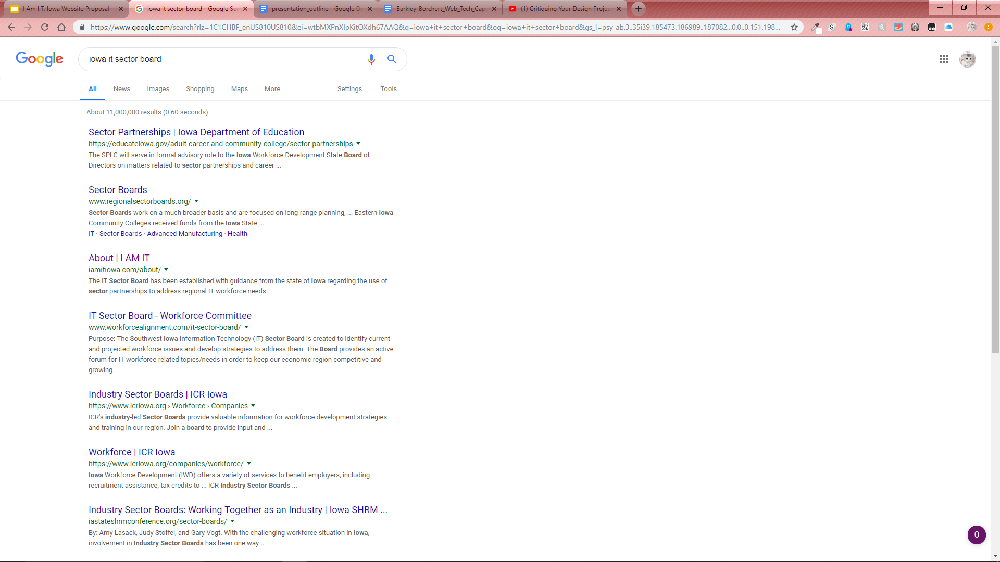 I Am I.T. Iowa Website Proposal
iowa it sector board - Google Se
presentation_outline - Google Do
Barkley-Borchert_Web_Tech_Cap
(1) Critiquing Your Design Projec
https://www.google.com/search?rlz=1C1CHBF_enUS810US810&ei=wtbMXPnXIpKitQXdh67AAQ&q=iowa+it+sector+board&oq=iowa+it+sector+board&gs_l=psy-ab.3..35i39.185473.186989..187082...0.0..0.151.198...
Google
iowa it sector board
All News Images Shopping Maps More Settings Tools
About 11,000,000 results (0.60 seconds)
Sector Partnerships | Iowa Department of Education
https://educateiowa.gov/adult-career-and-community-college/sector-partnerships
The SPLC will serve in formal advisory role to the Iowa Workforce Development State Board of
Directors on matters related to sector partnerships and career ...
Sector Boards
www.regionalsectorboards.org/
Sector Boards work on a much broader basis and are focused on long-range planning, ... Eastern Iowa
Community Colleges received funds from the Iowa State ...
IT · Sector Boards · Advanced Manufacturing · Health
About | I AM IT
iamitiowa.com/about/
The IT Sector Board has been established with guidance from the state of Iowa regarding the use of
sector partnerships to address regional IT workforce needs.
IT Sector Board - Workforce Committee
www.workforcealignment.com/it-sector-board/
Purpose: The Southwest Iowa Information Technology (IT) Sector Board is created to identify current
and projected workforce issues and develop strategies to address them. The Board provides an active
forum for IT workforce-related topics/needs in order to keep our economic region competitive and
growing.
Industry Sector Boards | ICR Iowa
https://www.icriowa.org › Workforce › Companies
ICR's industry-led Sector Boards provide valuable information for workforce development strategies
and training in our region. Join a board to provide input and ...
Workforce | ICR Iowa
https://www.icriowa.org/companies/workforce/
Iowa Workforce Development (IWD) offers a variety of services to benefit employers, including
recruitment assistance, tax credits to ... ICR Industry Sector Boards ...
Industry Sector Boards: Working Together as an Industry | Iowa SHRM ...
iastateshrmconference.org/sector-boards/
By: Amy Lasack, Judy Stoffel, and Gary Vogt. With the challenging workforce situation in Iowa,
involvement in Industry Sector Boards has been one way ...
0